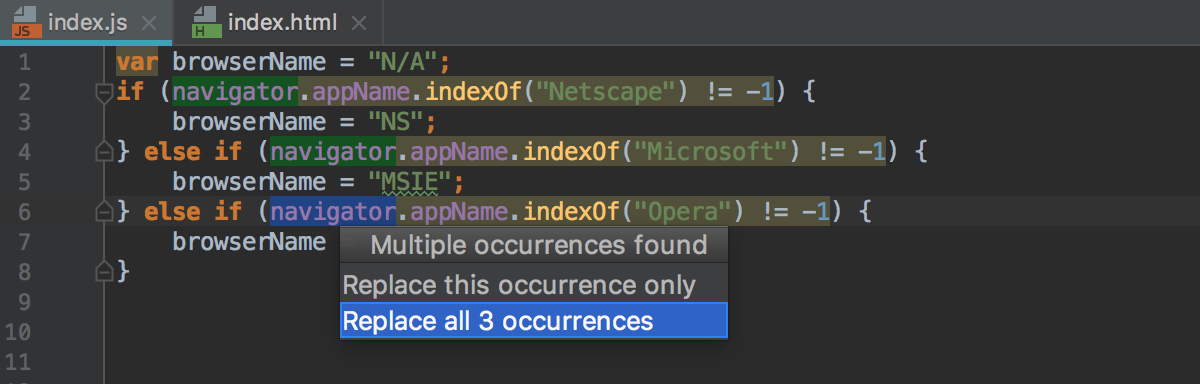 JS index.js H index.html
1 var browserName = "N/A";
2 if (navigator.appName.indexOf("Netscape") != -1) {
3 browserName = "NS";
4 } else if (navigator.appName.indexOf("Microsoft") != -1) {
5 browserName = "MSIE";
6 } else if (navigator.appName.indexOf("Opera") != -1) {
7 browserName
Multiple occurrences found
8 }
Replace this occurrence only
9
Replace all 3 occurrences
10
11